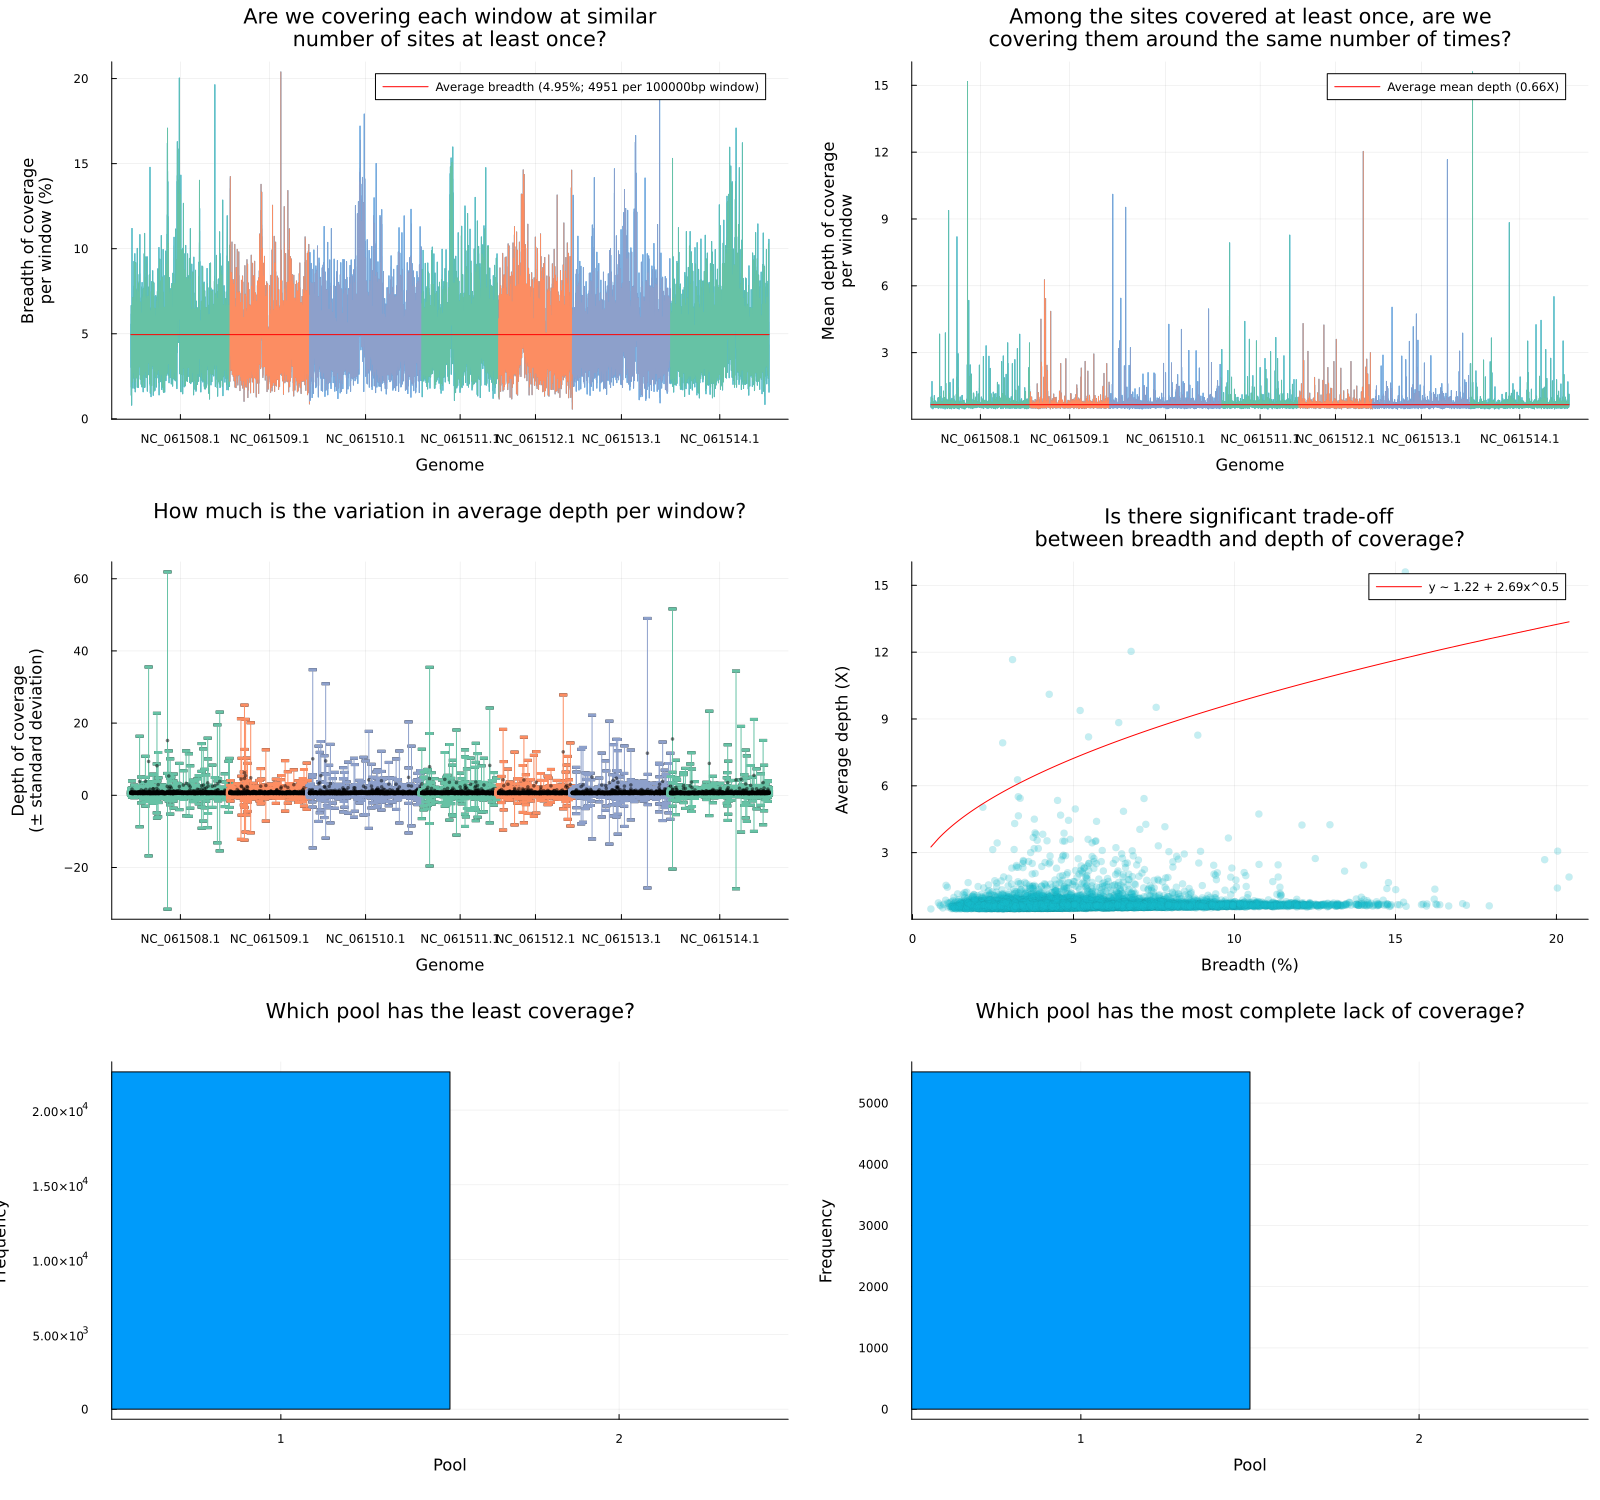 Are we covering each window at similar
number of sites at least once?
20
15
10
5
0
Breadth of coverage
per window (%)
Average breadth (4.95%; 4951 per 100000bp window)
NC_061508.1 NC_061509.1 NC_061510.1 NC_061511.1 NC_061512.1 NC_061513.1 NC_061514.1
Genome
Among the sites covered at least once, are we
covering them around the same number of times?
15
12
9
6
3
Mean depth of coverage
per window
Average mean depth (0.66X)
NC_061508.1 NC_061509.1 NC_061510.1 NC_061511.1 NC_061512.1 NC_061513.1 NC_061514.1
Genome
How much is the variation in average depth per window?
60
40
20
0
−20
Depth of coverage
(± standard deviation)
NC_061508.1 NC_061509.1 NC_061510.1 NC_061511.1 NC_061512.1 NC_061513.1 NC_061514.1
Genome
Is there significant trade-off
between breadth and depth of coverage?
15
12
9
6
3
Average depth (X)
y ~ 1.22 + 2.69x^0.5
0 5 10 15 20
Breadth (%)
Which pool has the least coverage?
2.00×10⁴
1.50×10⁴
1.00×10⁴
5.00×10³
0
Frequency
1 2
Pool
Which pool has the most complete lack of coverage?
5000
4000
3000
2000
1000
0
Frequency
1 2
Pool